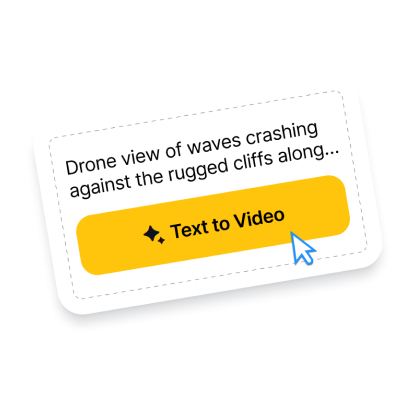 Drone view of waves crashing
against the rugged cliffs along...
Text to Video